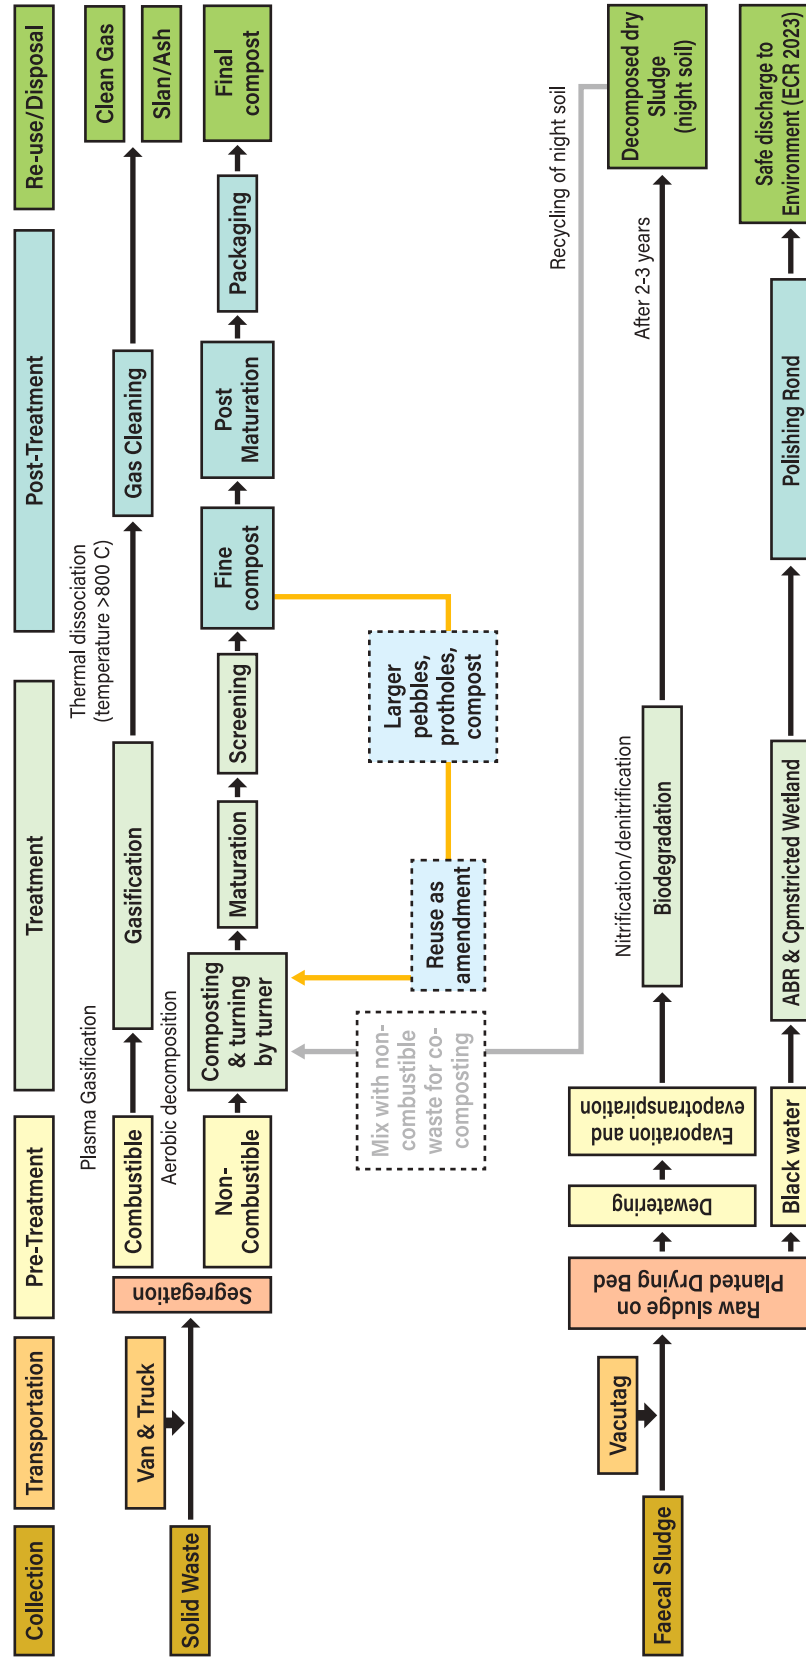 Collection
Transportation
Pre-Treatment
Treatment
Post-Treatment
Re-use/Disposal
Solid Waste
Van & Truck
Segregation
Combustible
Plasma Gasification
Gasification
Thermal dissociation
(temperature >800 C)
Gas Cleaning
Clean Gas
Slan/Ash
Non-
Combustible
Aerobic decomposition
Composting
& turning
by turner
Maturation
Screening
Fine
compost
Post
Maturation
Packaging
Final
compost
Larger
pebbles,
protholes,
compost
Reuse as
amendment
Mix with non-
combustible
waste for co-
composting
Recycling of night soil
Faecal Sludge
Vacutag
Raw sludge on
Planted Drying Bed
Dewatering
Evaporation and
evapotranspiration
Nitrification/denitrification
Biodegradation
After 2-3 years
Decomposed dry
Sludge
(night soil)
Black water
ABR & Cpmstricted Wetland
Polishing Rond
Safe discharge to
Environment (ECR 2023)